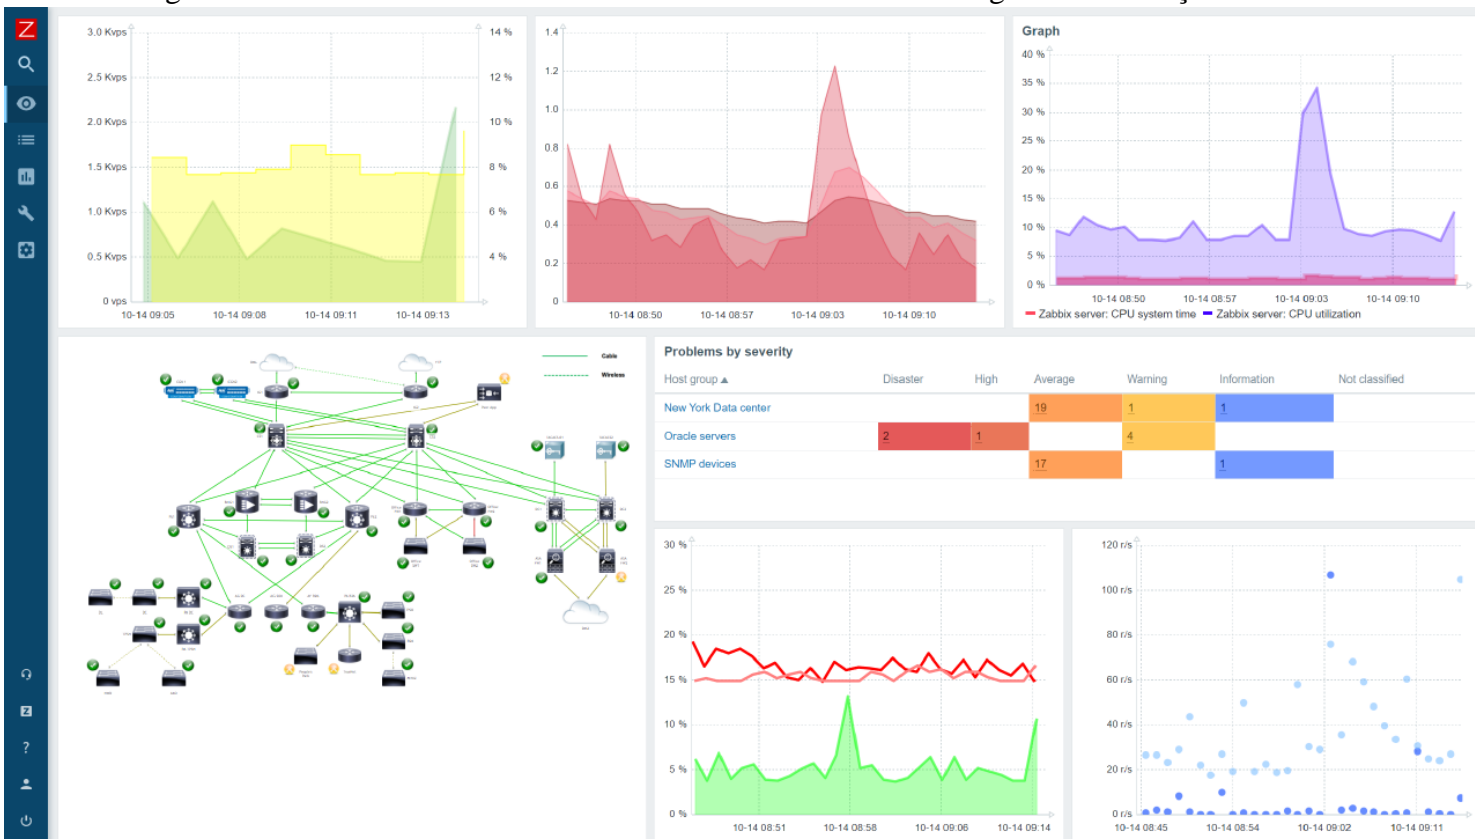 Z
3.0 Kvps
2.5 Kvps
2.0 Kvps
1.5 Kvps
1.0 Kvps
0.5 Kvps
0 vps
14 %
12 %
10 %
8 %
6 %
4 %
10-14 09:05 10-14 09:08 10-14 09:11 10-14 09:13
1.4
1.2
1.0
0.8
0.6
0.4
0.2
0
10-14 08:50 10-14 08:57 10-14 09:03 10-14 09:10
Graph
40 %
35 %
30 %
25 %
20 %
15 %
10 %
5 %
0 %
10-14 08:50 10-14 08:57 10-14 09:03 10-14 09:10
Zabbix server: CPU system time Zabbix server: CPU utilization
Cable
Wireless
Problems by severity
Host group ▲ Disaster High Average Warning Information Not classified
New York Data center 19 1 1
Oracle servers 2 1 4
SNMP devices 17 1
30 %
20 %
15 %
10 %
5 %
0 %
10-14 08:51 10-14 08:58 10-14 09:06 10-14 09:14
120 r/s
100 r/s
80 r/s
60 r/s
40 r/s
20 r/s
0 r/s
10-14 08:45 10-14 08:54 10-14 09:02 10-14 09:11
Z
?